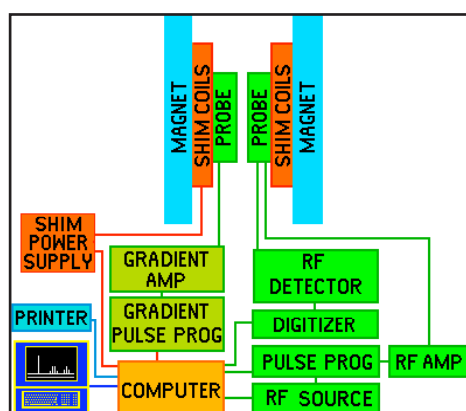 MAGNET
SHIM COILS
PROBE
PROBE
SHIM COILS
MAGNET
SHIM
POWER
SUPPLY
GRADIENT
AMP
RF
DETECTOR
PRINTER
GRADIENT
PULSE PROG
DIGITIZER
COMPUTER
PULSE PROG
RF AMP
RF SOURCE